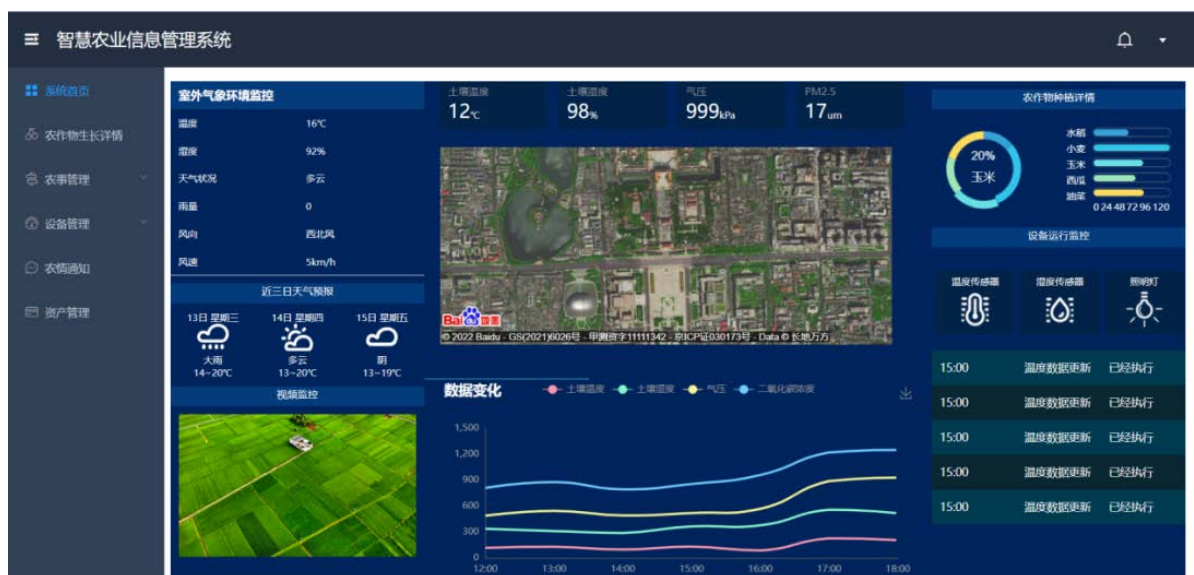 智慧农业信息管理系统
系统首页
农作物生长详情
农事管理
设备管理
农情通知
资产管理
室外气象环境监控
温度 16℃
湿度 92%
天气状况 多云
雨量 0
风向 西北风
风速 5km/h
近三日天气预报
13日 星期三 14日 星期四 15日 星期五
大雨 多云 阴
14~20℃ 13~20℃ 13~19℃
视频监控
土壤温度 土壤湿度 气压 PM2.5
12℃ 98% 999kPa 17um
Bai 地图
© 2022 Baidu - GS(2021)6026号 - 甲测资字11111342 - 京ICP证030173号 - Data © 长地万方
数据变化 土壤温度 土壤湿度 气压 二氧化碳浓度
1,500
1,200
900
600
300
0
12:00 13:00 14:00 15:00 16:00 17:00 18:00
农作物种植详情
20%
玉米
水稻
小麦
玉米
西瓜
油菜
0 24 48 72 96 120
设备运行监控
温度传感器 湿度传感器 照明灯
15:00 温度数据更新 已经执行
15:00 温度数据更新 已经执行
15:00 温度数据更新 已经执行
15:00 温度数据更新 已经执行
15:00 温度数据更新 已经执行